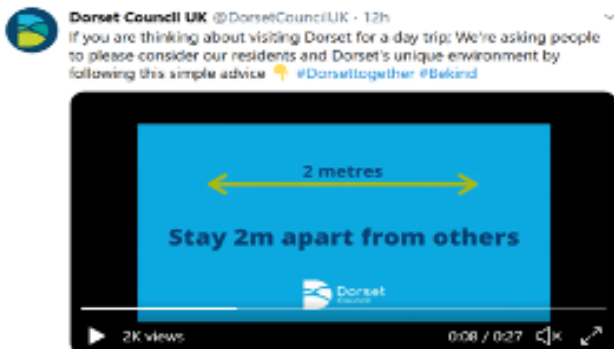 Dorset Council UK @DorsetCouncilUK · 12h
If you are thinking about visiting Dorset for a day trip; We're asking people
to please consider our residents and Dorset's unique environment by
following this simple advice 👇 #Dorsettogether #Bekind
2 metres
Stay 2m apart from others
Dorset
Council
2K views
0:08 / 0:27